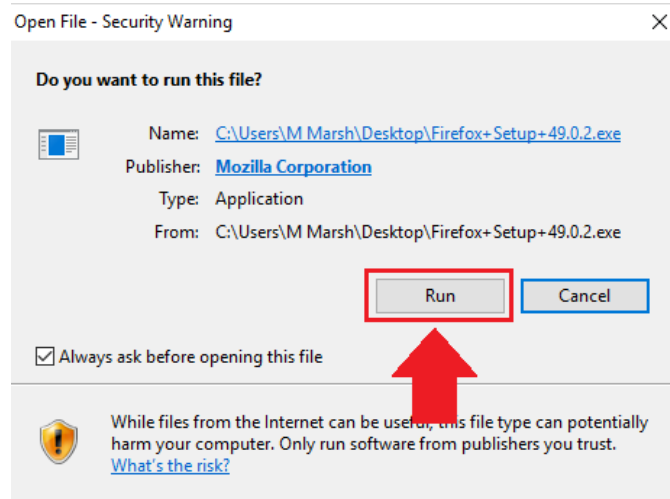 Open File - Security Warning
Do you want to run this file?
Name: C:\Users\M Marsh\Desktop\Firefox+Setup+49.0.2.exe
Publisher: Mozilla Corporation
Type: Application
From: C:\Users\M Marsh\Desktop\Firefox+Setup+49.0.2.exe
Run Cancel
Always ask before opening this file
While files from the Internet can be useful, this file type can potentially
harm your computer. Only run software from publishers you trust.
What's the risk?